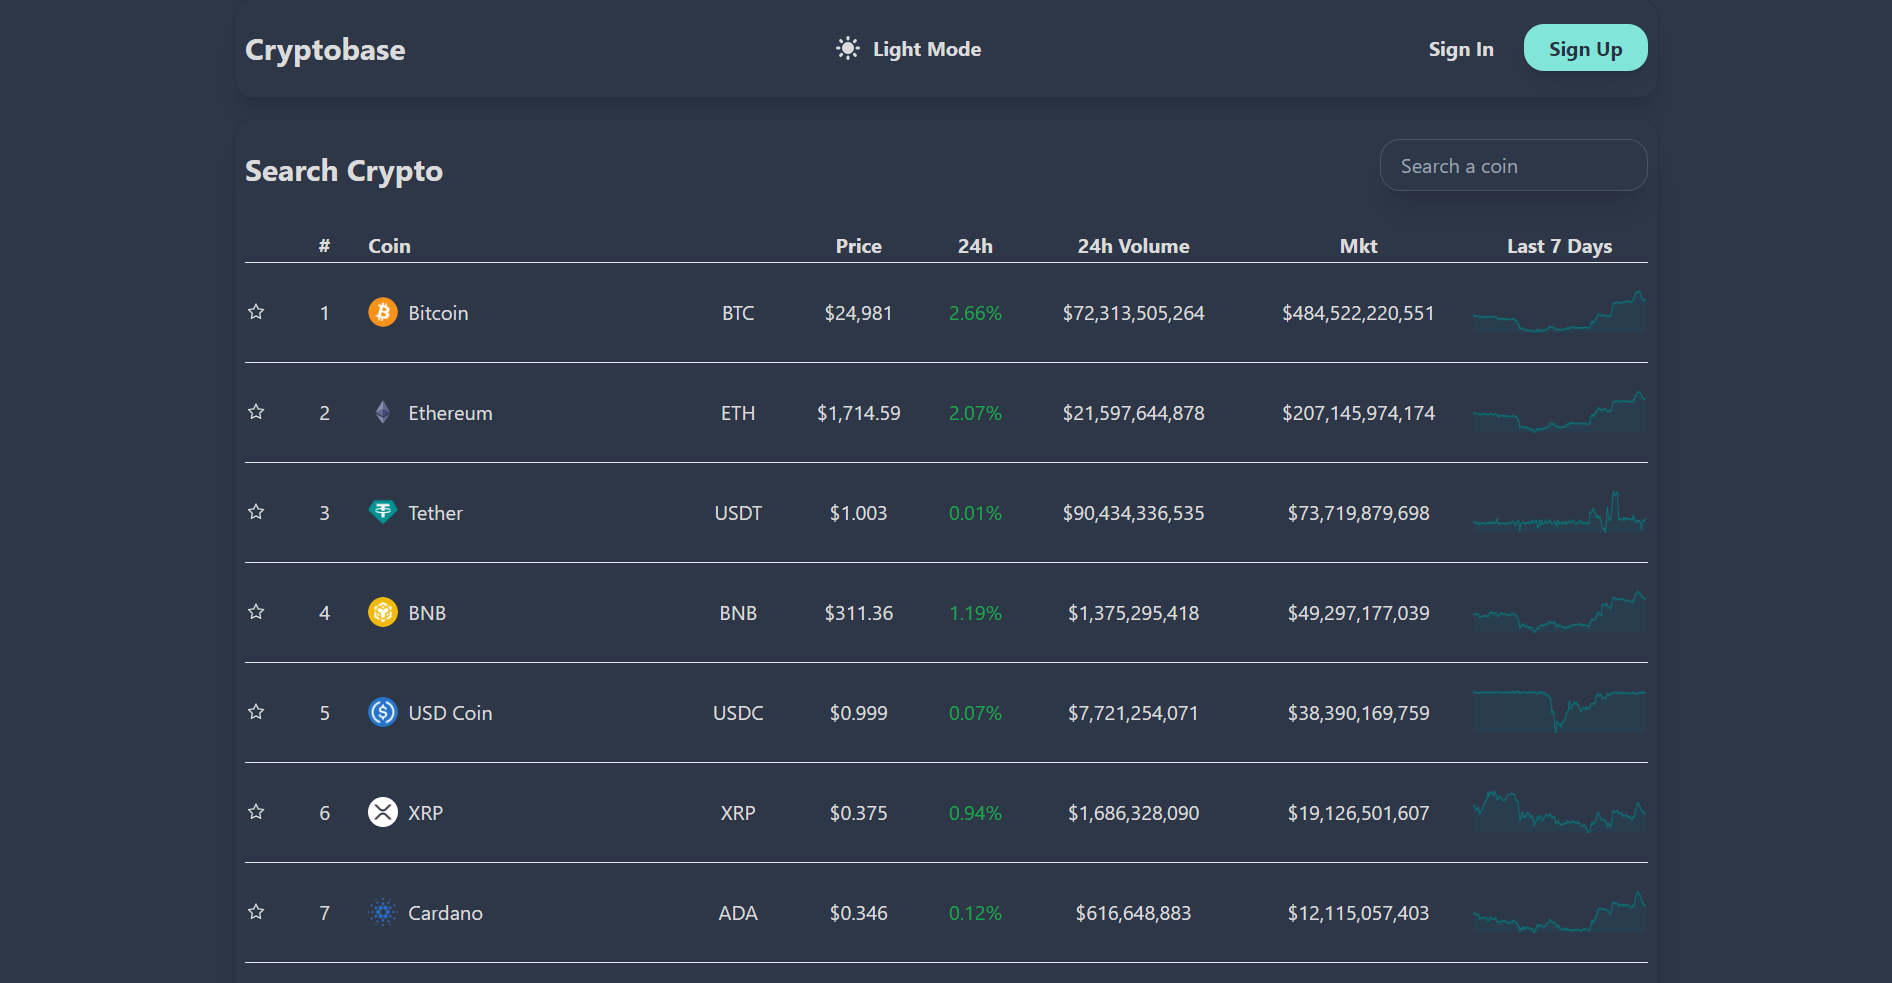 Cryptobase Light Mode Sign In Sign Up
Search Crypto Search a coin
# Coin Price 24h 24h Volume Mkt Last 7 Days
1 Bitcoin BTC $24,981 2.66% $72,313,505,264 $484,522,220,551
2 Ethereum ETH $1,714.59 2.07% $21,597,644,878 $207,145,974,174
3 Tether USDT $1.003 0.01% $90,434,336,535 $73,719,879,698
4 BNB BNB $311.36 1.19% $1,375,295,418 $49,297,177,039
5 USD Coin USDC $0.999 0.07% $7,721,254,071 $38,390,169,759
6 XRP XRP $0.375 0.94% $1,686,328,090 $19,126,501,607
7 Cardano ADA $0.346 0.12% $616,648,883 $12,115,057,403